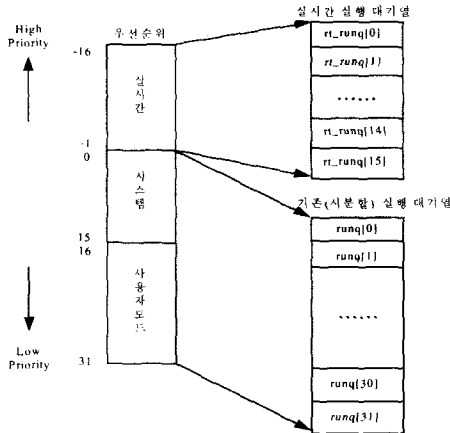 High
Priority
우선순위
-16
실시간
-1
0
시스템
15
16
사용자모드
31
Low
Priority
실시간 실행 대기열
rt_runq[0]
rt_runq[1]
......
rt_runq[14]
rt_runq[15]
기존(시분할) 실행 대기열
runq[0]
runq[1]
......
runq[30]
runq[31]